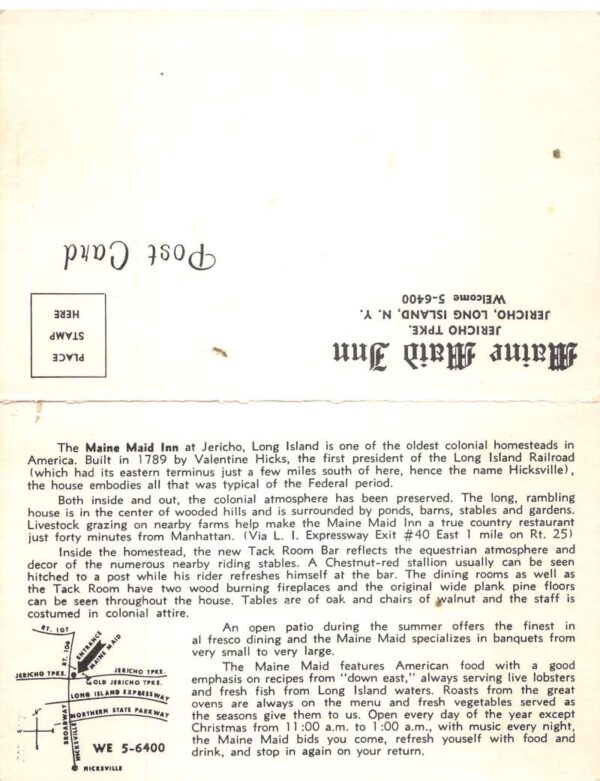 Maine Maid Inn
JERICHO TPKE.
JERICHO, LONG ISLAND, N. Y.
WElcome 5-6400
Post Card
PLACE
STAMP
HERE
The Maine Maid Inn at Jericho, Long Island is one of the oldest colonial homesteads in
America. Built in 1789 by Valentine Hicks, the first president of the Long Island Railroad
(which had its eastern terminus just a few miles south of here, hence the name Hicksville),
the house embodies all that was typical of the Federal period.
Both inside and out, the colonial atmosphere has been preserved. The long, rambling
house is in the center of wooded hills and is surrounded by ponds, barns, stables and gardens.
Livestock grazing on nearby farms help make the Maine Maid Inn a true country restaurant
just forty minutes from Manhattan. (Via L. I. Expressway Exit #40 East 1 mile on Rt. 25)
Inside the homestead, the new Tack Room Bar reflects the equestrian atmosphere and
decor of the numerous nearby riding stables. A Chestnut-red stallion usually can be seen
hitched to a post while his rider refreshes himself at the bar. The dining rooms as well as
the Tack Room have two wood burning fireplaces and the original wide plank pine floors
can be seen throughout the house. Tables are of oak and chairs of walnut and the staff is
costumed in colonial attire.
An open patio during the summer offers the finest in
al fresco dining and the Maine Maid specializes in banquets from
very small to very large.
The Maine Maid features American food with a good
emphasis on recipes from "down east," always serving live lobsters
and fresh fish from Long Island waters. Roasts from the great
ovens are always on the menu and fresh vegetables served as
the seasons give them to us. Open every day of the year except
Christmas from 11:00 a.m. to 1:00 a.m., with music every night,
the Maine Maid bids you come, refresh youself with food and
drink, and stop in again on your return.
RT. 107
RT. 106
ENTRANCE
MAINE MAID
JERICHO TPKE.
JERICHO TPKE.
OLD JERICHO TPKE.
LONG ISLAND EXPRESSWAY
NORTHERN STATE PARKWAY
BROADWAY
HICKSVILLE
N
S
WE 5-6400
HICKSVILLE